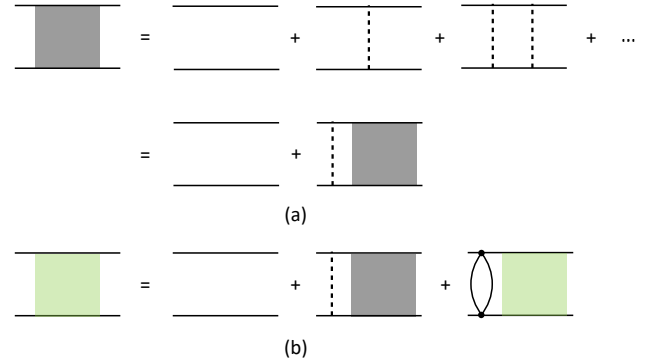 = + + + ...
= +
(a)
= + +
(b)